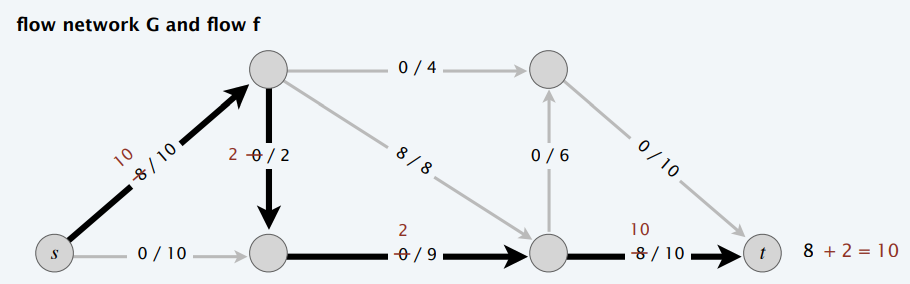 flow network G and flow f
0 / 4
10
8 / 10
2 0 / 2
8 / 8
0 / 6
0 / 10
s
0 / 10
2
0 / 9
10
8 / 10
t
8 + 2 = 10